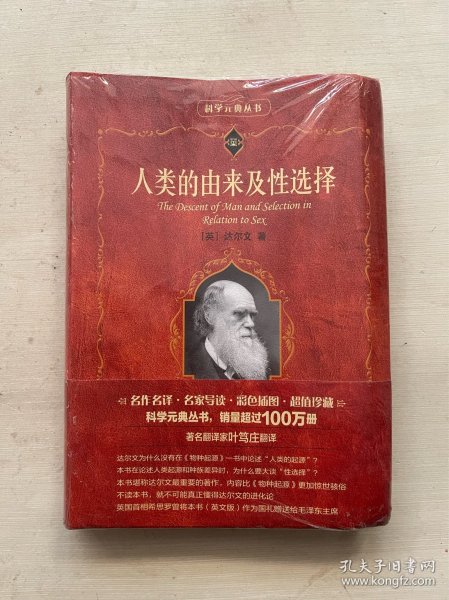 科学元典丛书
人类的由来及性选择
The Descent of Man and Selection in
Relation to Sex
[英] 达尔文 著
名作名译·名家导读·彩色插图·超值珍藏
科学元典丛书，销量超过100万册
著名翻译家叶笃庄翻译
达尔文为什么没有在《物种起源》一书中论述“人类的起源”？
本书在论述人类起源和种族差异时，为什么要大谈“性选择”？
本书堪称达尔文最重要的著作，内容比《物种起源》更加惊世骇俗
不读本书，就不可能真正懂得达尔文的进化论
英国首相希思罗曾将本书（英文版）作为国礼赠送给毛泽东主席
孔夫子旧书网
www.kongfz.com